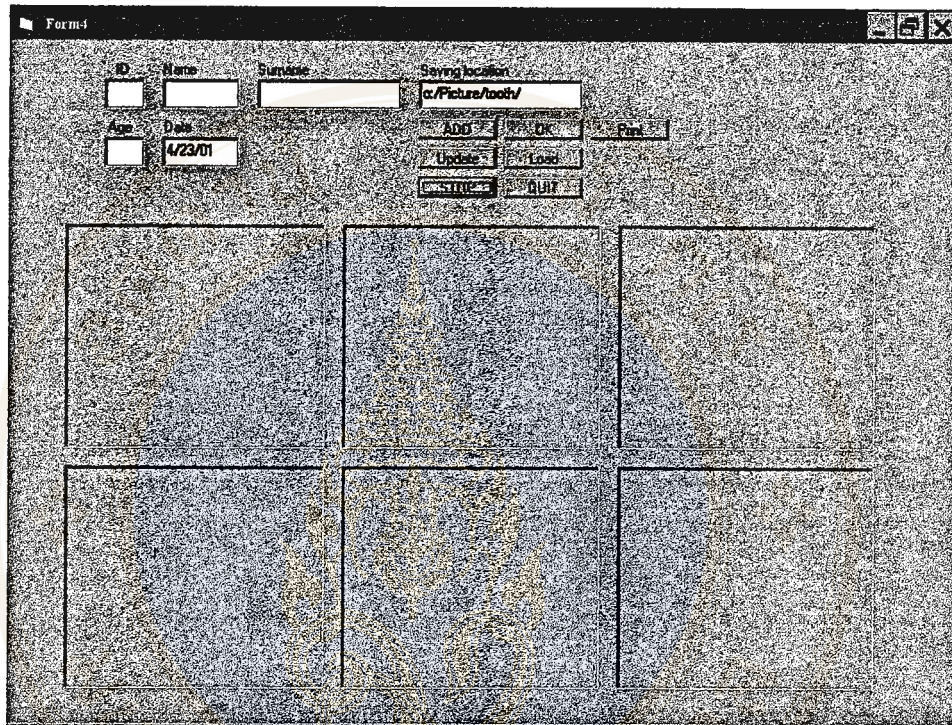 Form4
ID Name Surname Saving location
c:/Picture/tooth/
ADD OK Print
Age Date
4/23/01
Update Load
STOP QUIT